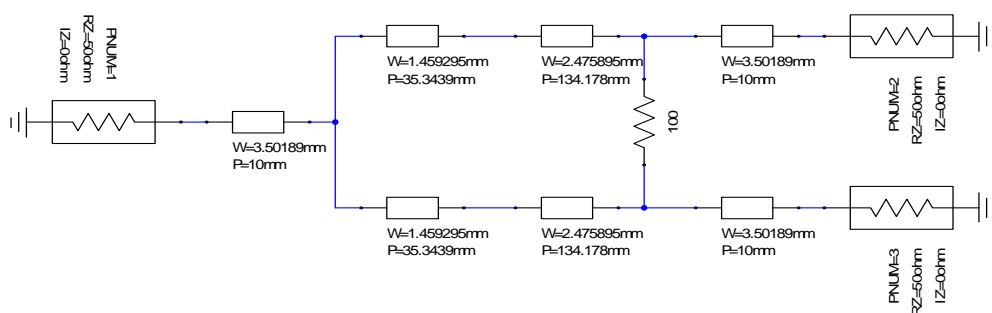 PNUM=1
RZ=50ohm
IZ=0ohm
W=3.50189mm
P=10mm
W=1.459295mm
P=35.3439mm
W=2.475895mm
P=134.178mm
W=3.50189mm
P=10mm
PNUM=2
RZ=50ohm
IZ=0ohm
100
W=1.459295mm
P=35.3439mm
W=2.475895mm
P=134.178mm
W=3.50189mm
P=10mm
PNUM=3
RZ=50ohm
IZ=0ohm